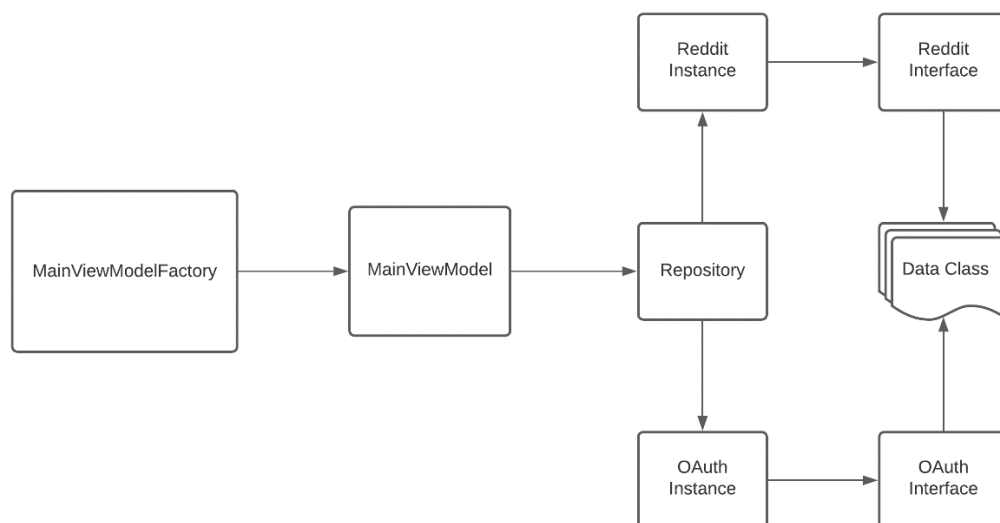 Reddit
Instance
Reddit
Interface
MainViewModelFactory
MainViewModel
Repository
Data Class
OAuth
Instance
OAuth
Interface